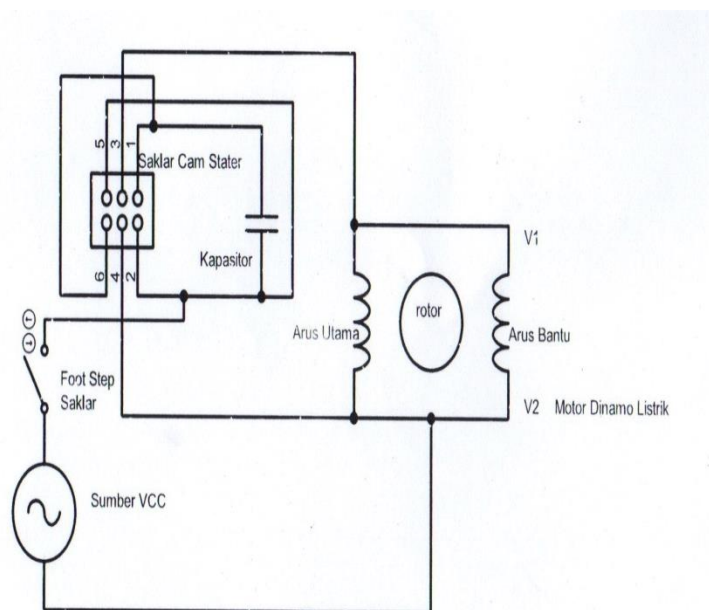 5 3 1
Saklar Cam Stater
6 4 2
Kapasitor
V1
rotor
Arus Utama
Arus Bantu
Foot Step
Saklar
V2 Motor Dinamo Listrik
Sumber VCC